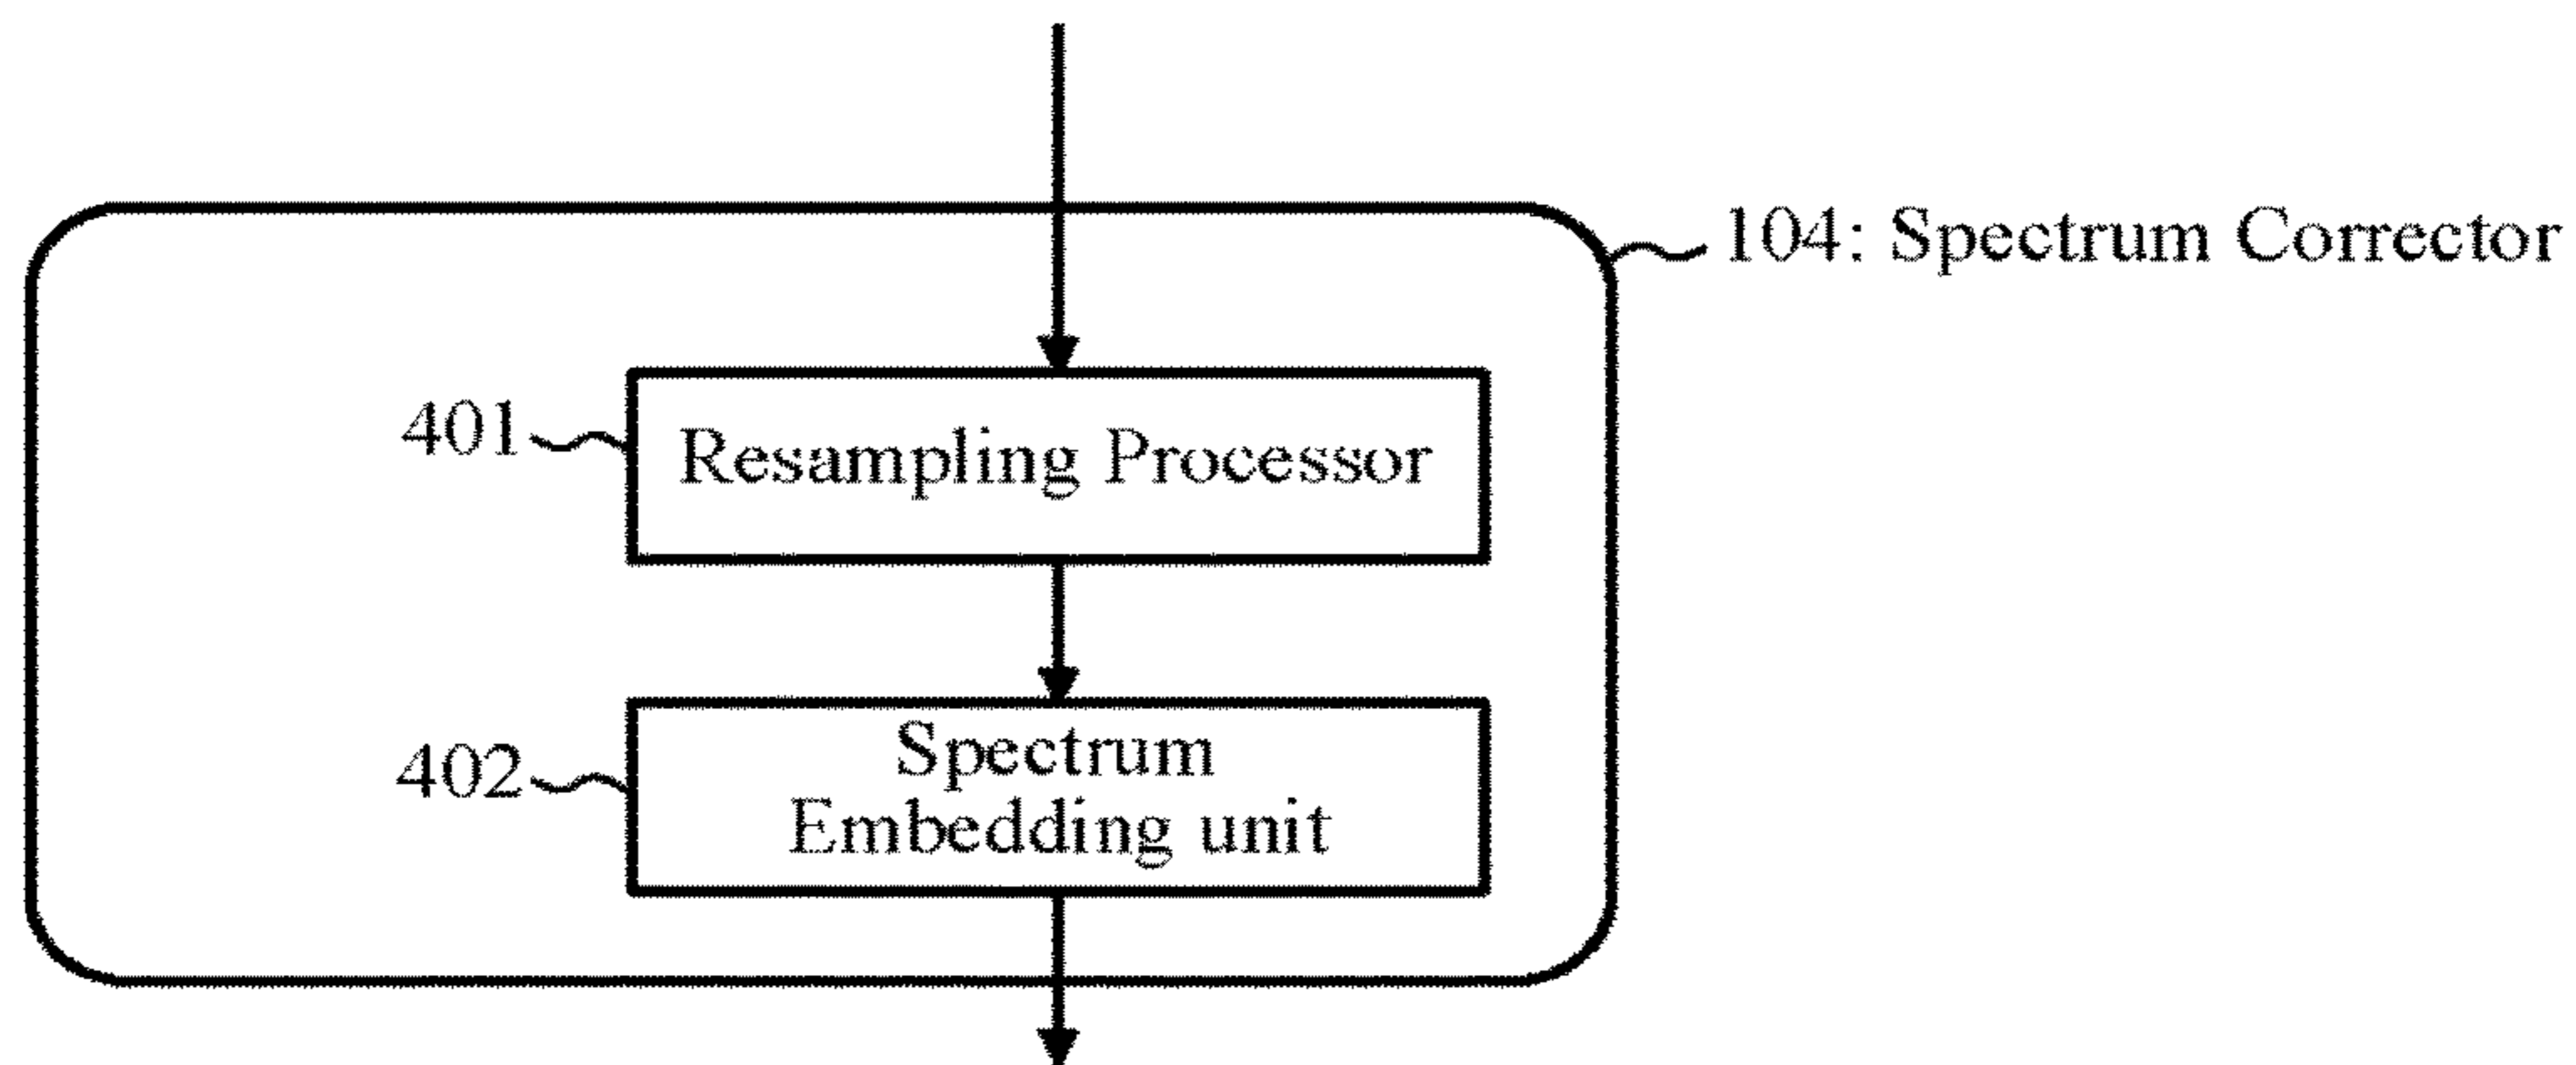 104: Spectrum Corrector
401
Resampling Processor
402
Spectrum
Embedding unit